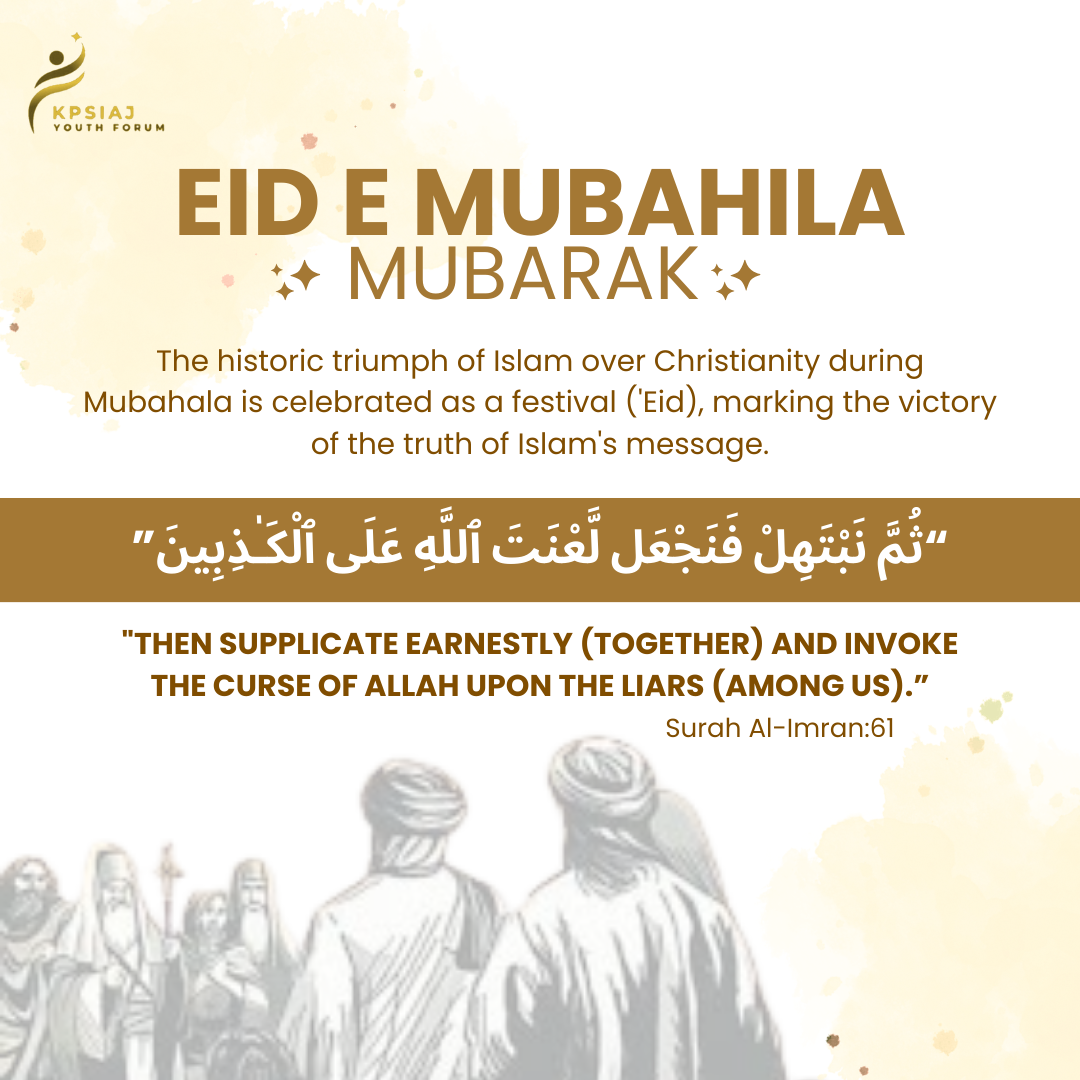 KPSIAJ
YOUTH FORUM
EID E MUBAHILA
MUBARAK
The historic triumph of Islam over Christianity during
Mubahala is celebrated as a festival ('Eid), marking the victory
of the truth of Islam's message.
“ثُمَّ نَبْتَهِلْ فَنَجْعَل لَّعْنَتَ ٱللَّهِ عَلَى ٱلْكَـٰذِبِينَ”
"THEN SUPPLICATE EARNESTLY (TOGETHER) AND INVOKE
THE CURSE OF ALLAH UPON THE LIARS (AMONG US).”
Surah Al-Imran:61